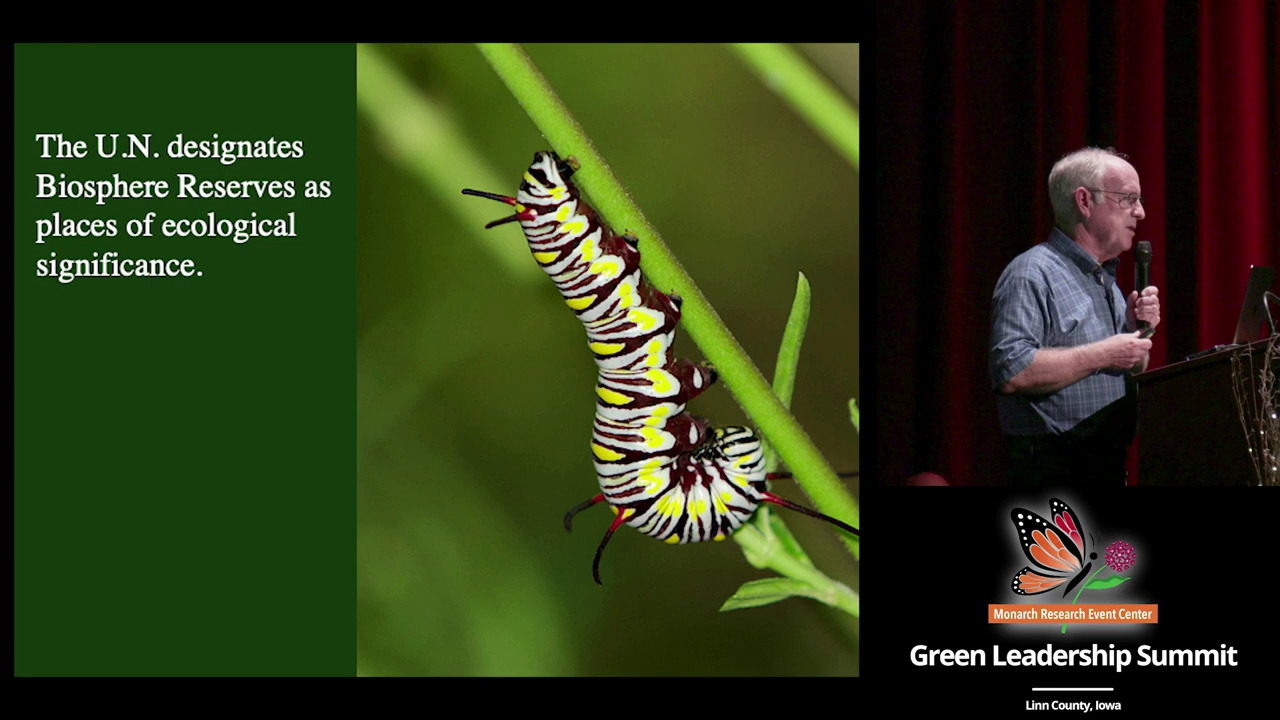 The U.N. designates
Biosphere Reserves as
places of ecological
significance.
Monarch Research Event Center
Green Leadership Summit
Linn County, Iowa